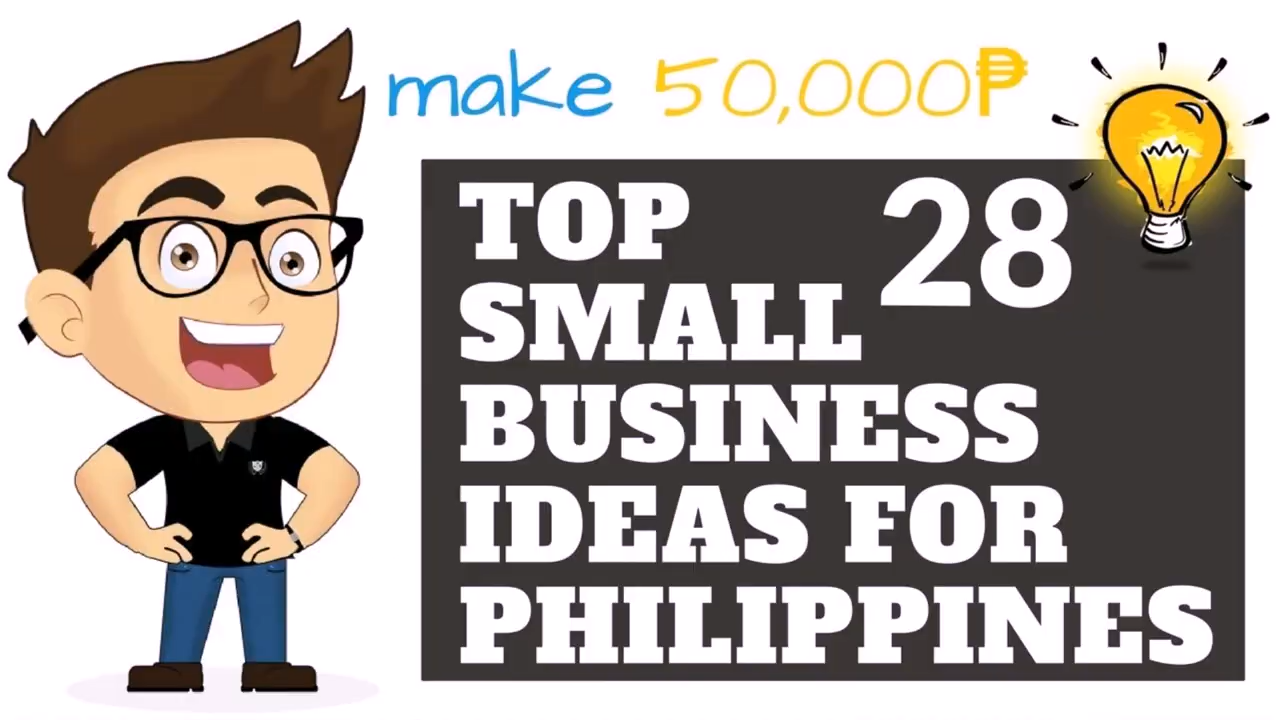 make 50,000₱
TOP 28
SMALL
BUSINESS
IDEAS FOR
PHILIPPINES